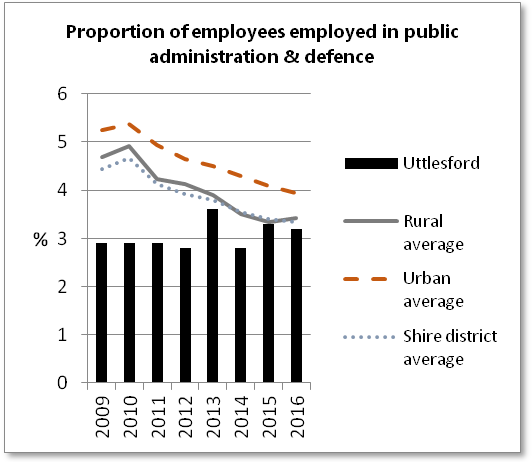 Proportion of employees employed in public
administration & defence
6
5
4
3
2
1
0
%
2009
2010
2011
2012
2013
2014
2015
2016
Uttlesford
Rural
average
Urban
average
Shire district
average